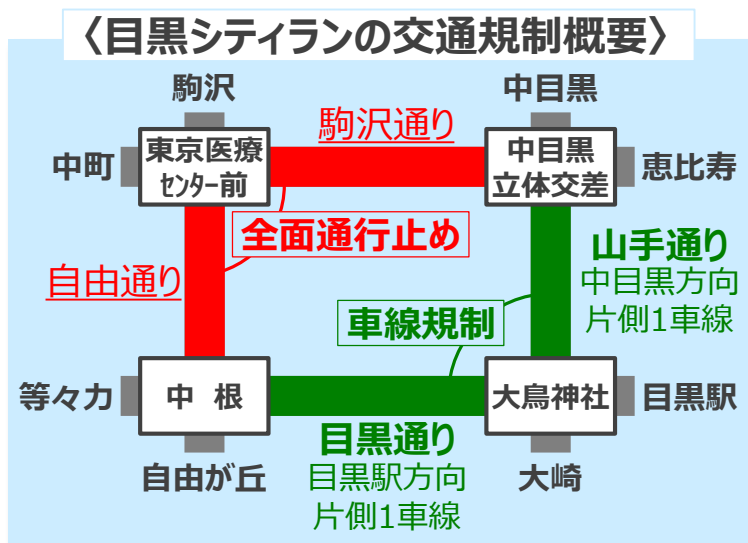 〈目黒シティランの交通規制概要〉
駒沢
中目黒
駒沢通り
中町
東京医療
センター前
中目黒
立体交差
恵比寿
全面通行止め
山手通り
中目黒方向
片側1車線
自由通り
車線規制
等々力
中 根
大鳥神社
目黒駅
目黒通り
目黒駅方向
片側1車線
自由が丘
大崎